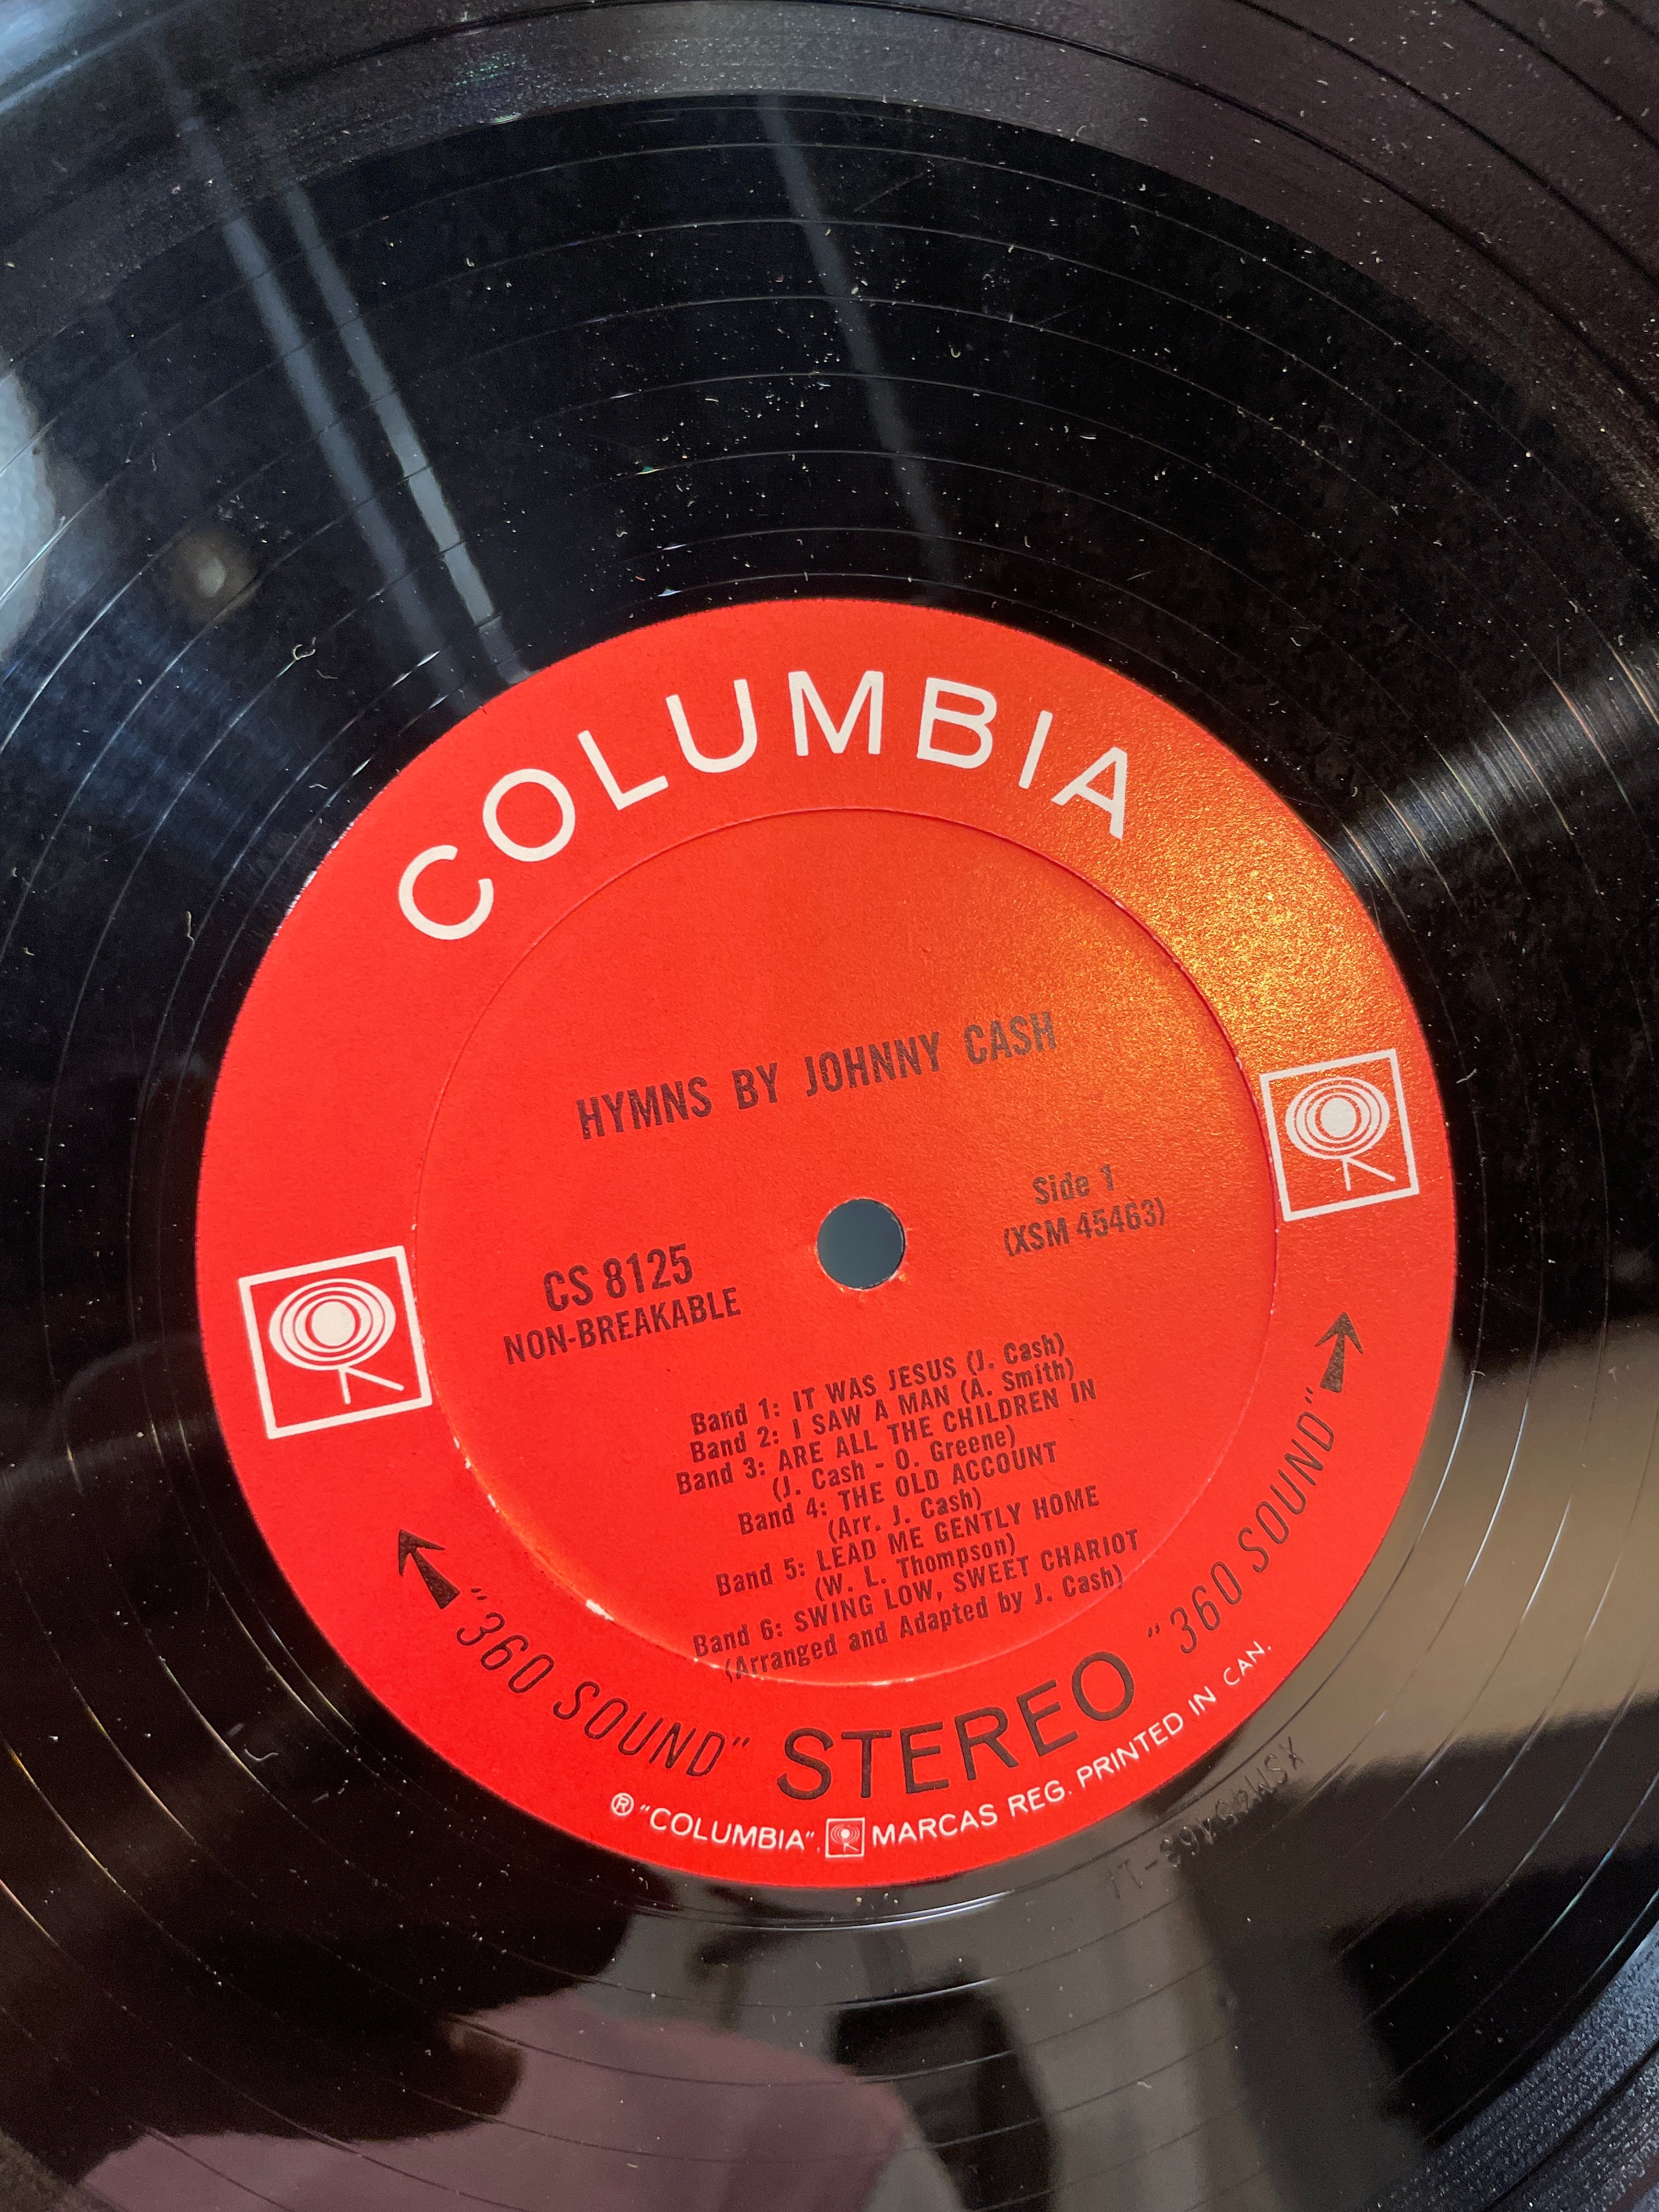 COLUMBIA
HYMNS BY JOHNNY CASH
Side 1
(XSM 45463)
CS 8125
NON-BREAKABLE
Band 1: IT WAS JESUS (J. Cash)
Band 2: I SAW A MAN (A. Smith)
Band 3: ARE ALL THE CHILDREN IN
(J. Cash - O. Greene)
Band 4: THE OLD ACCOUNT
(Arr. J. Cash)
Band 5: LEAD ME GENTLY HOME
(W. L. Thompson)
Band 6: SWING LOW, SWEET CHARIOT
(Arranged and Adapted by J. Cash)
"360 SOUND" STEREO "360 SOUND"
® "COLUMBIA", MARCAS REG. PRINTED IN CAN.